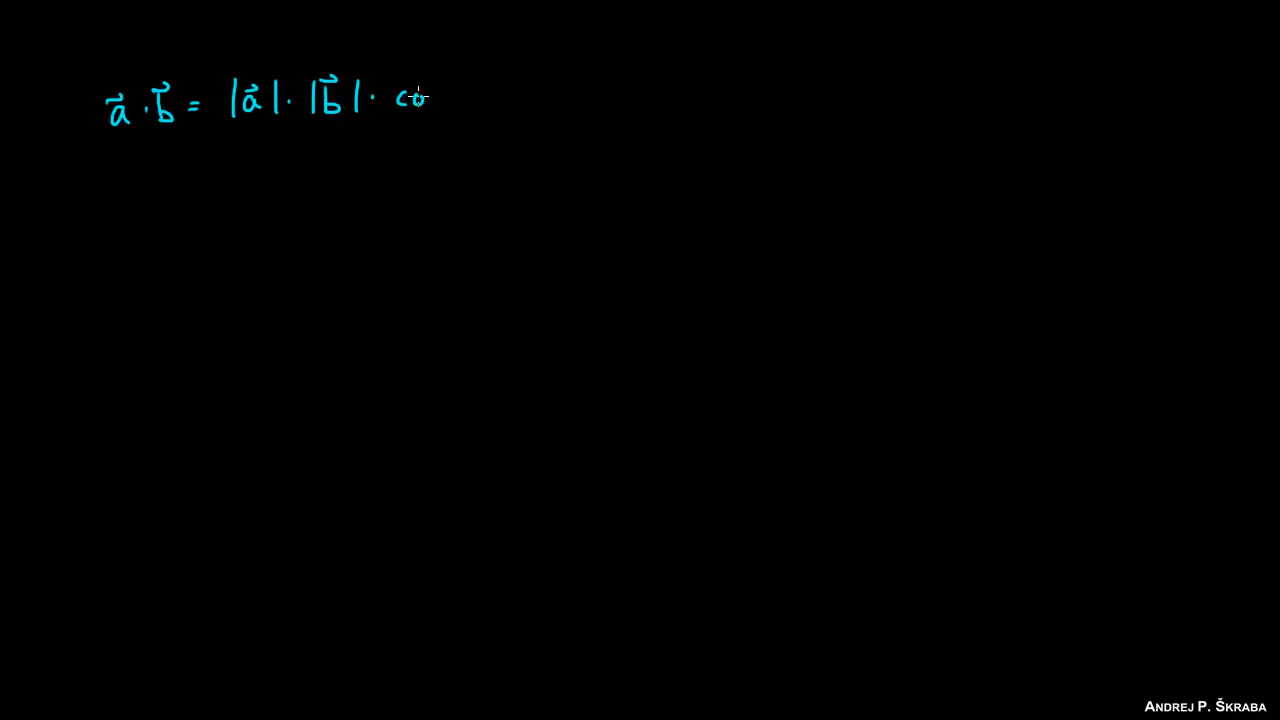 a⃗ · b⃗ = |a⃗| · |b⃗| · co
ANDREJ P. ŠKRABA